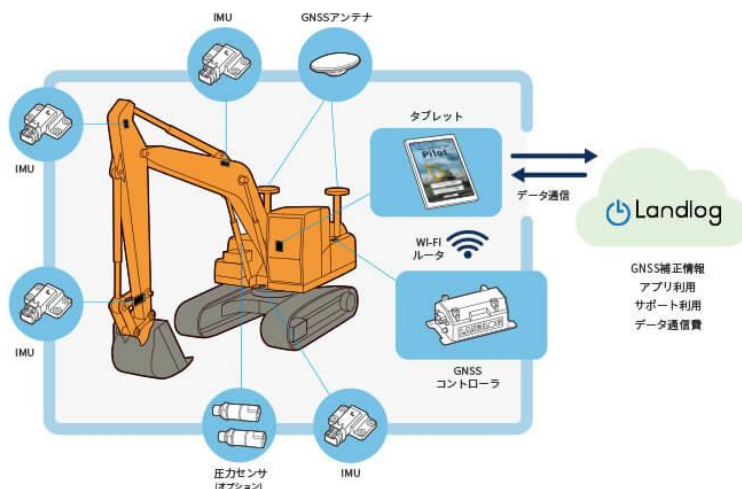 IMU
GNSSアンテナ
IMU
タブレット
Pilot
データ通信
Landlog
WI-FI
ルータ
GNSS補正情報
アプリ利用
サポート利用
データ通信費
IMU
LANDLOG
GNSS
コントローラ
圧力センサ
(オプション)
IMU